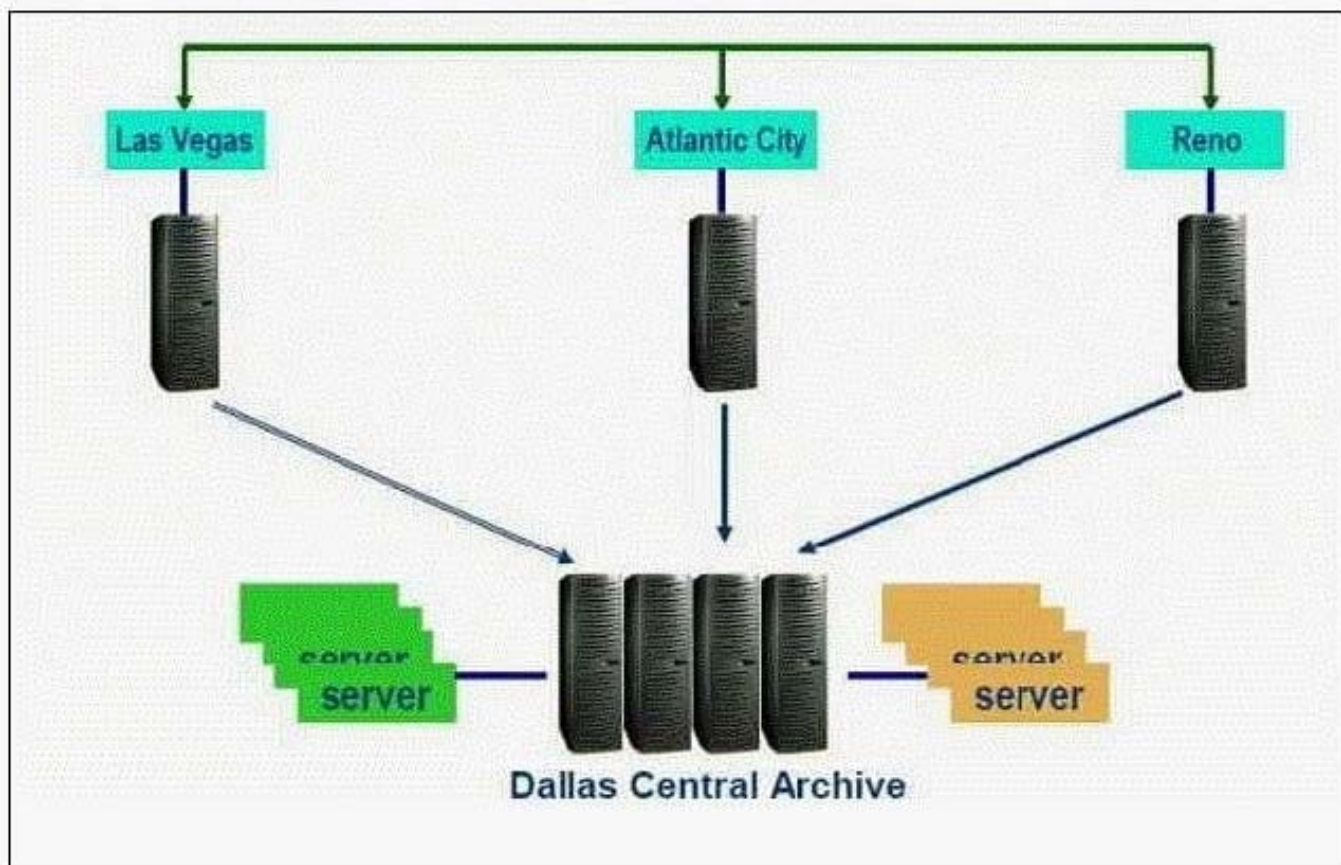 Las Vegas
Atlantic City
Reno
server
server
server
server
Dallas Central Archive